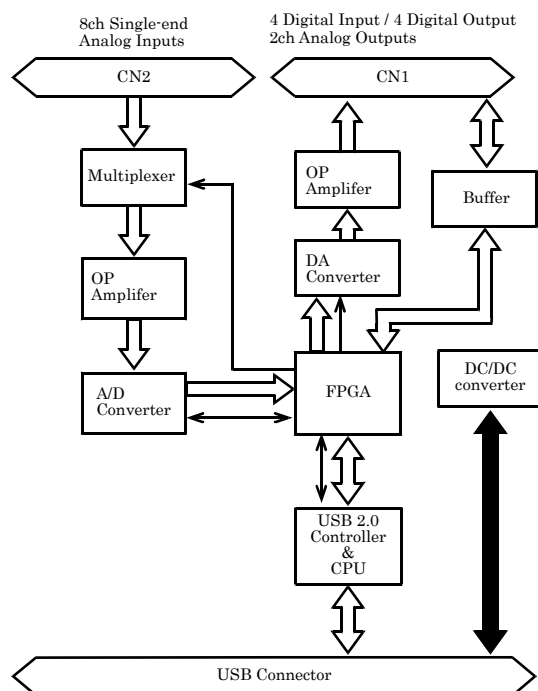 8ch Single-end
Analog Inputs
4 Digital Input / 4 Digital Output
2ch Analog Outputs
CN2
CN1
Multiplexer
OP
Amplifer
Buffer
OP
Amplifer
DA
Converter
A/D
Converter
FPGA
DC/DC
converter
USB 2.0
Controller
&
CPU
USB Connector